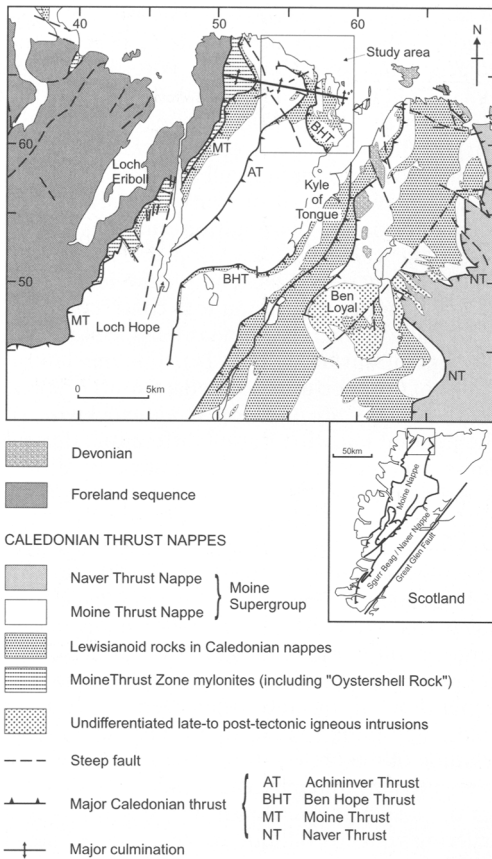 40
50
60
N
Study area
60
MT
BHT
AT
Loch
Eriboll
Kyle
of
Tongue
50
BHT
Ben
Loyal
NT
MT
Loch Hope
NT
0
5km
Devonian
50km
Moine Nappe
Foreland sequence
Sgurr Beag / Naver Nappe
Great Glen Fault
CALEDONIAN THRUST NAPPES
Naver Thrust Nappe
Moine
Supergroup
Moine Thrust Nappe
Scotland
Lewisianoid rocks in Caledonian nappes
MoineThrust Zone mylonites (including "Oystershell Rock")
Undifferentiated late-to post-tectonic igneous intrusions
Steep fault
Major Caledonian thrust
AT Achininver Thrust
BHT Ben Hope Thrust
MT Moine Thrust
NT Naver Thrust
Major culmination